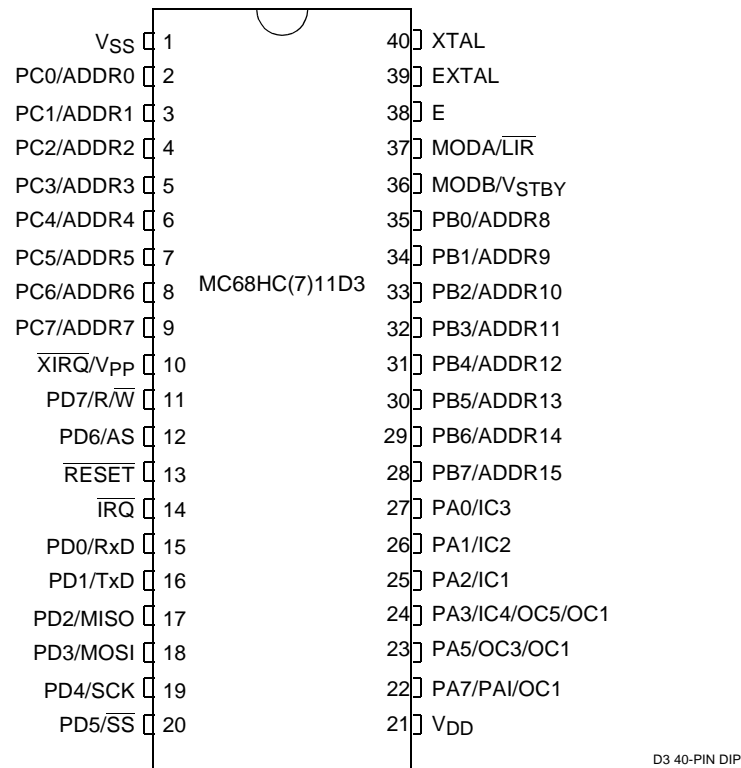 VSS 1 40 XTAL
PC0/ADDR0 2 39 EXTAL
PC1/ADDR1 3 38 E
PC2/ADDR2 4 37 MODA/L̅I̅R̅
PC3/ADDR3 5 36 MODB/VSTBY
PC4/ADDR4 6 35 PB0/ADDR8
PC5/ADDR5 7 34 PB1/ADDR9
PC6/ADDR6 8 MC68HC(7)11D3 33 PB2/ADDR10
PC7/ADDR7 9 32 PB3/ADDR11
X̅I̅R̅Q̅/VPP 10 31 PB4/ADDR12
PD7/R/W̅ 11 30 PB5/ADDR13
PD6/AS 12 29 PB6/ADDR14
R̅E̅S̅E̅T̅ 13 28 PB7/ADDR15
I̅R̅Q̅ 14 27 PA0/IC3
PD0/RxD 15 26 PA1/IC2
PD1/TxD 16 25 PA2/IC1
PD2/MISO 17 24 PA3/IC4/OC5/OC1
PD3/MOSI 18 23 PA5/OC3/OC1
PD4/SCK 19 22 PA7/PAI/OC1
PD5/S̅S̅ 20 21 VDD
D3 40-PIN DIP